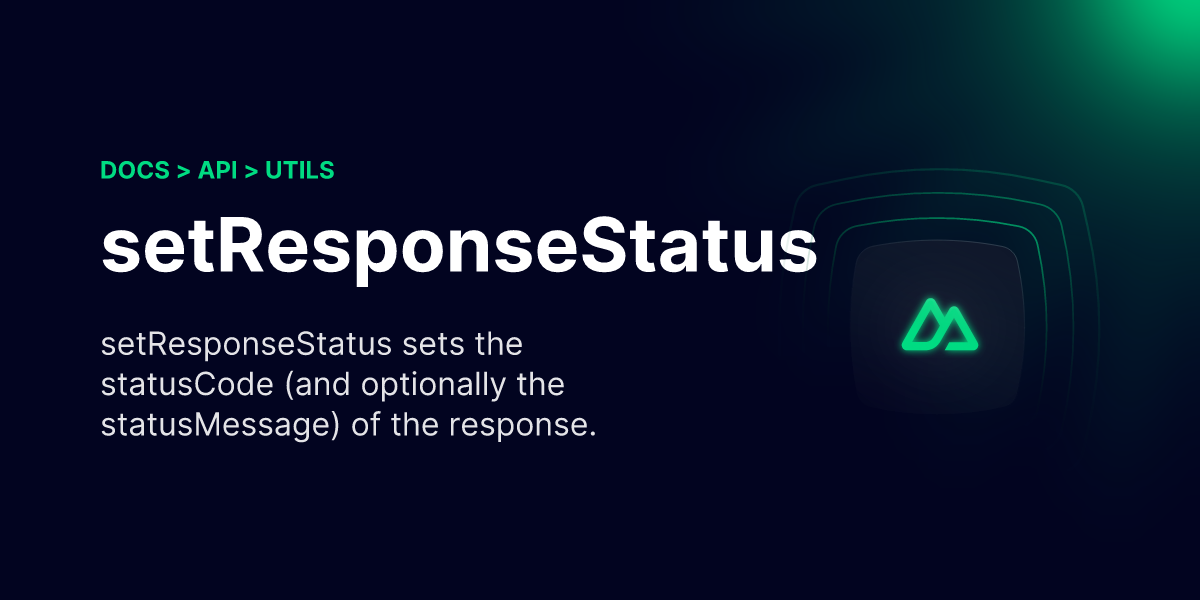 DOCS > API > UTILS
setResponseStatus
setResponseStatus sets the
statusCode (and optionally the
statusMessage) of the response.